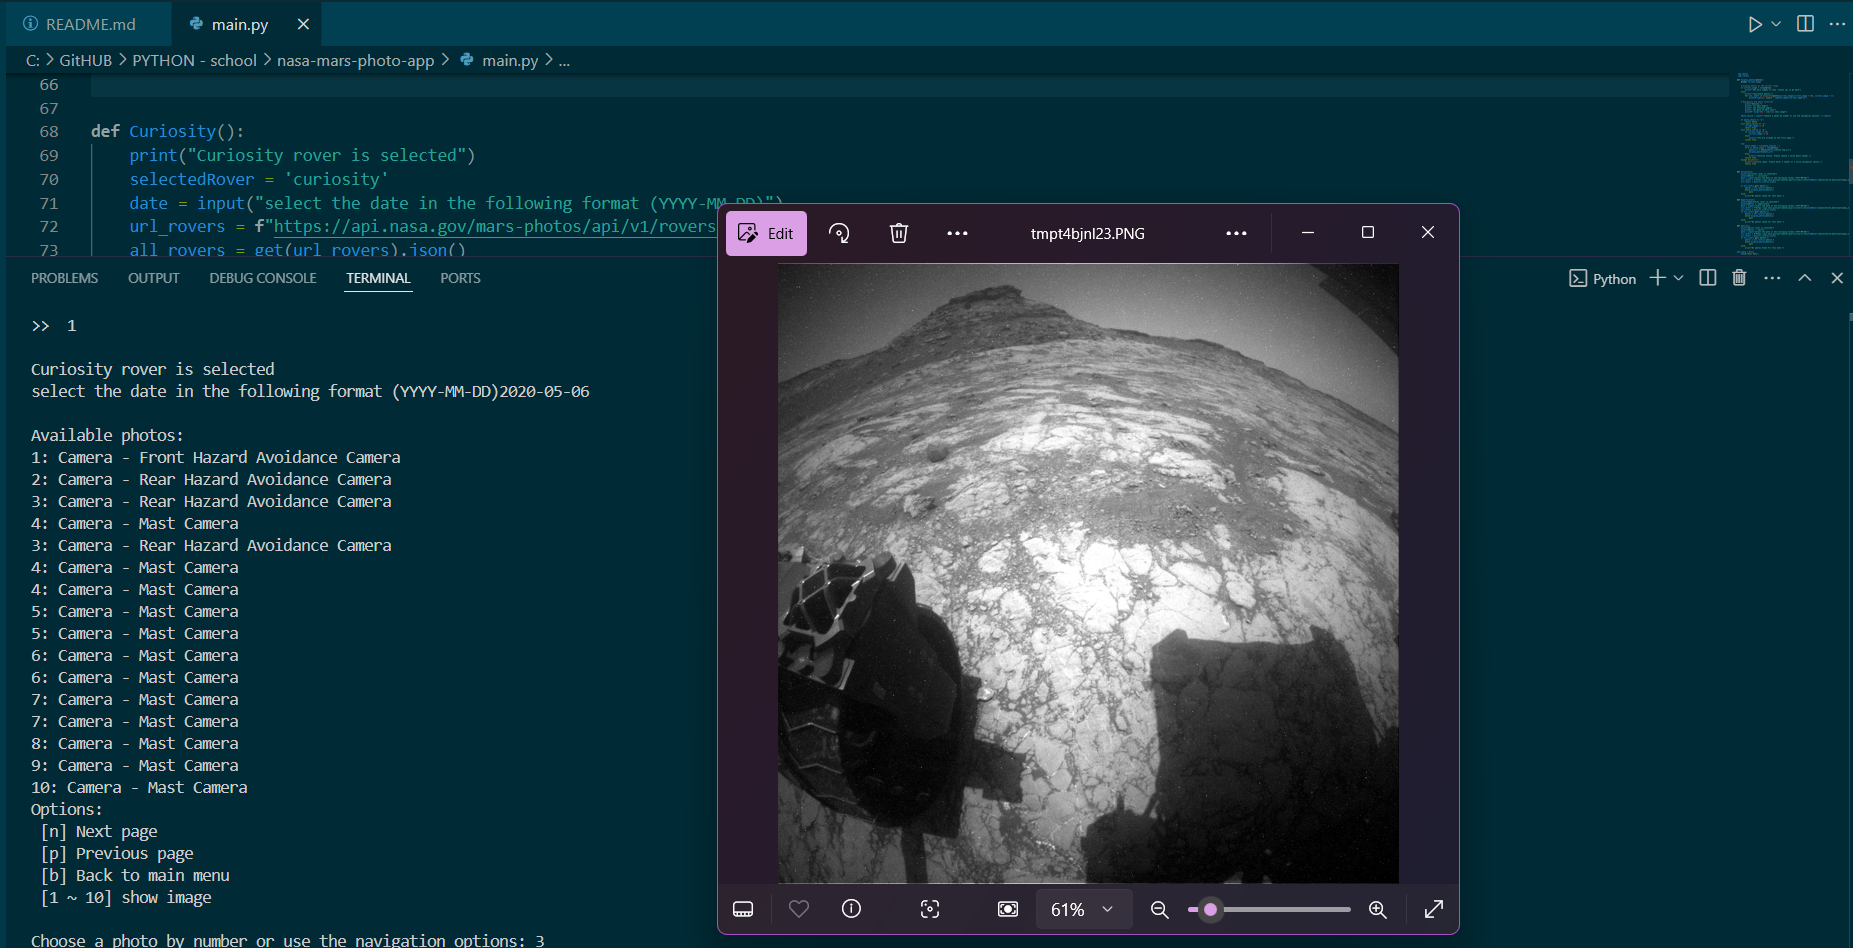 README.md main.py
C: > GitHUB > PYTHON - school > nasa-mars-photo-app > main.py > ...
66
67
68 def Curiosity():
69 print("Curiosity rover is selected")
70 selectedRover = 'curiosity'
71 date = input("select the date in the following format (YYYY-MM-DD)")
72 url_rovers = f"https://api.nasa.gov/mars-photos/api/v1/rovers
73 all_rovers = get(url_rovers).json()
PROBLEMS OUTPUT DEBUG CONSOLE TERMINAL PORTS
Python
>> 1
Curiosity rover is selected
select the date in the following format (YYYY-MM-DD)2020-05-06
Available photos:
1: Camera - Front Hazard Avoidance Camera
2: Camera - Rear Hazard Avoidance Camera
3: Camera - Rear Hazard Avoidance Camera
4: Camera - Mast Camera
3: Camera - Rear Hazard Avoidance Camera
4: Camera - Mast Camera
4: Camera - Mast Camera
5: Camera - Mast Camera
5: Camera - Mast Camera
6: Camera - Mast Camera
6: Camera - Mast Camera
7: Camera - Mast Camera
7: Camera - Mast Camera
8: Camera - Mast Camera
9: Camera - Mast Camera
10: Camera - Mast Camera
Options:
[n] Next page
[p] Previous page
[b] Back to main menu
[1 ~ 10] show image
Choose a photo by number or use the navigation options: 3
Edit
tmpt4bjnl23.PNG
61%